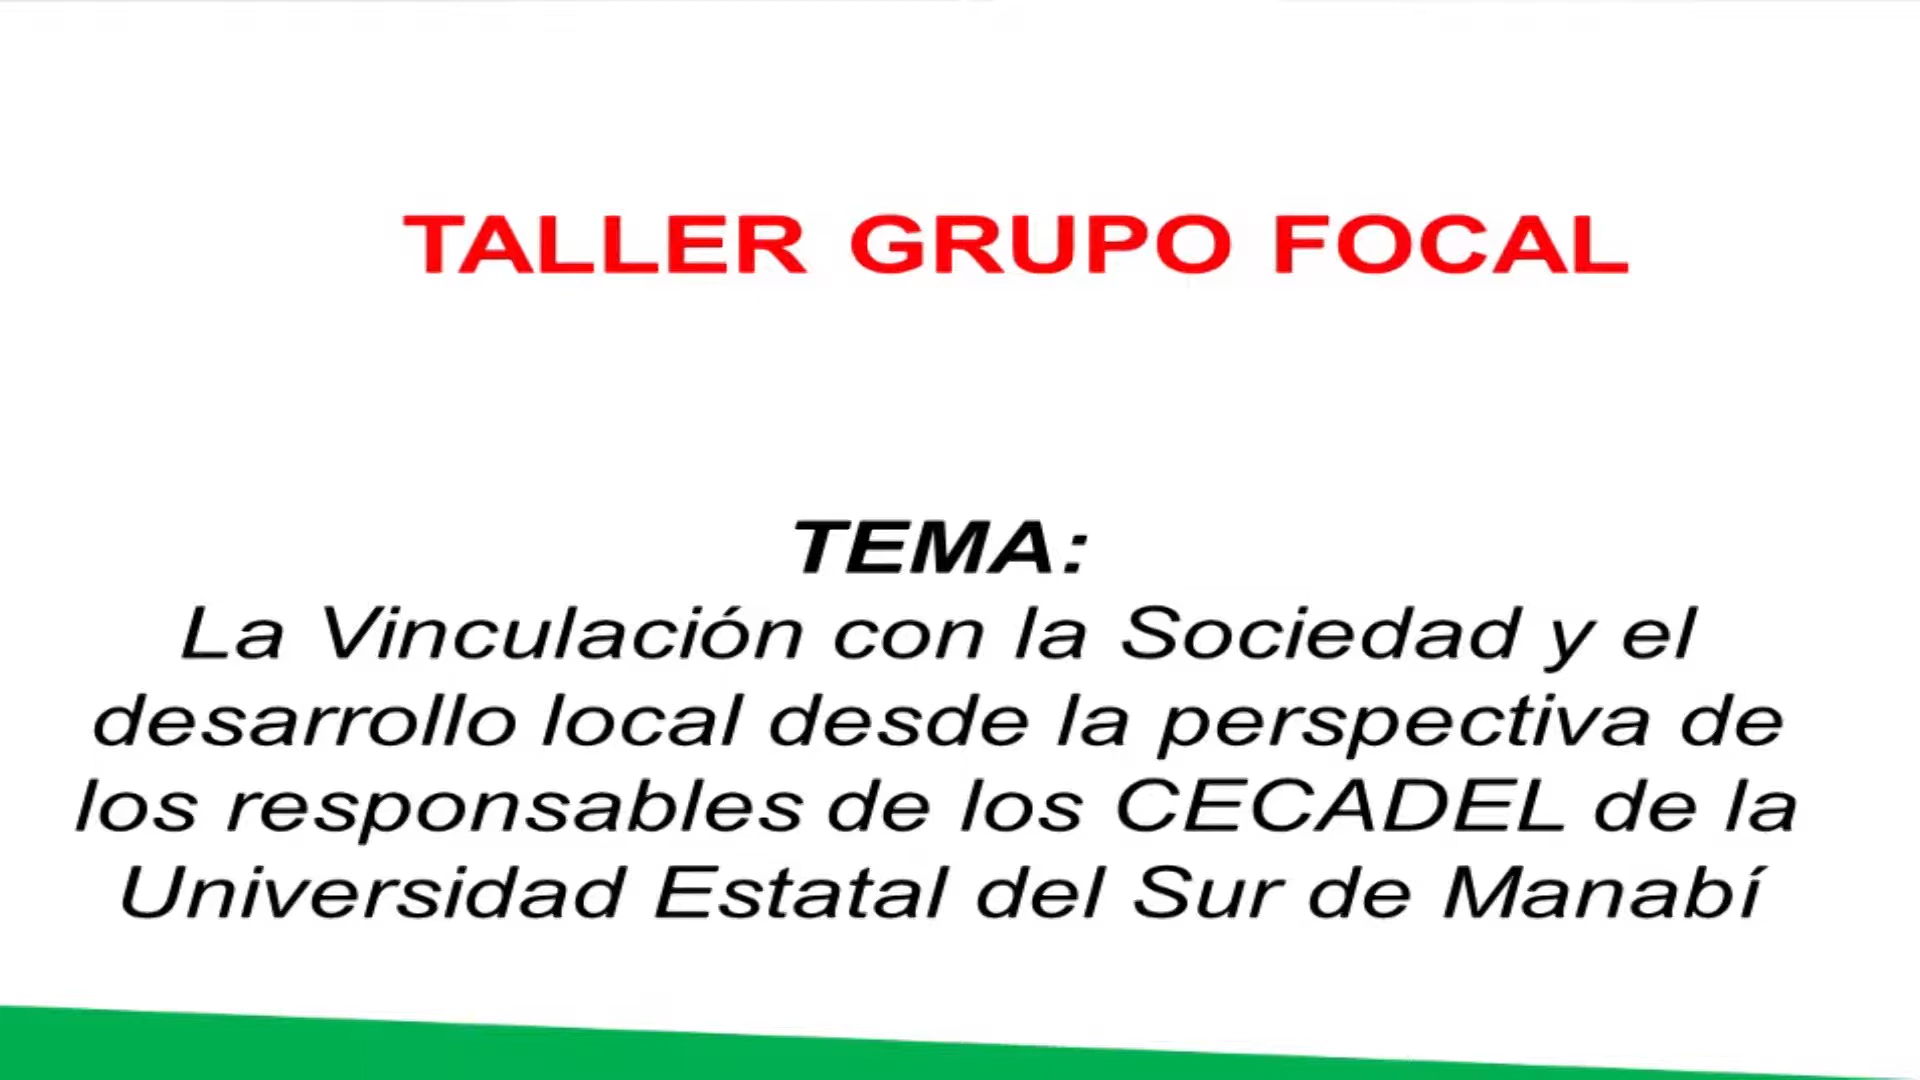 TALLER GRUPO FOCAL
TEMA:
La Vinculación con la Sociedad y el
desarrollo local desde la perspectiva de
los responsables de los CECADEL de la
Universidad Estatal del Sur de Manabí